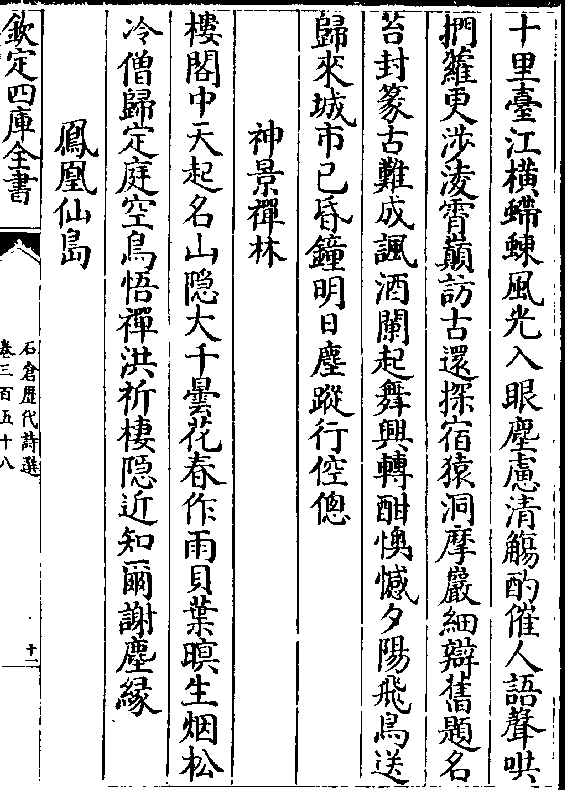 十里臺江橫螮蝀風光入眼塵慮清觴酌催人語聲哄
捫蘿更涉淩霄巔訪古還探宿猿洞摩巖細辯舊題名
苔封篆古難成諷酒闌起舞興轉酣懊憾夕陽飛鳥送
歸來城市已昏鐘明日塵蹤行倥傯
神景禪林
樓閣中天起名山隐大千曇花春作雨貝葉暝生烟松
冷僧歸定庭空鳥悟禪洪祈棲隠近知爾謝塵緣
鳳凰仙島
欽定四庫全書
石倉歷代詩選
卷三百五十八
十二